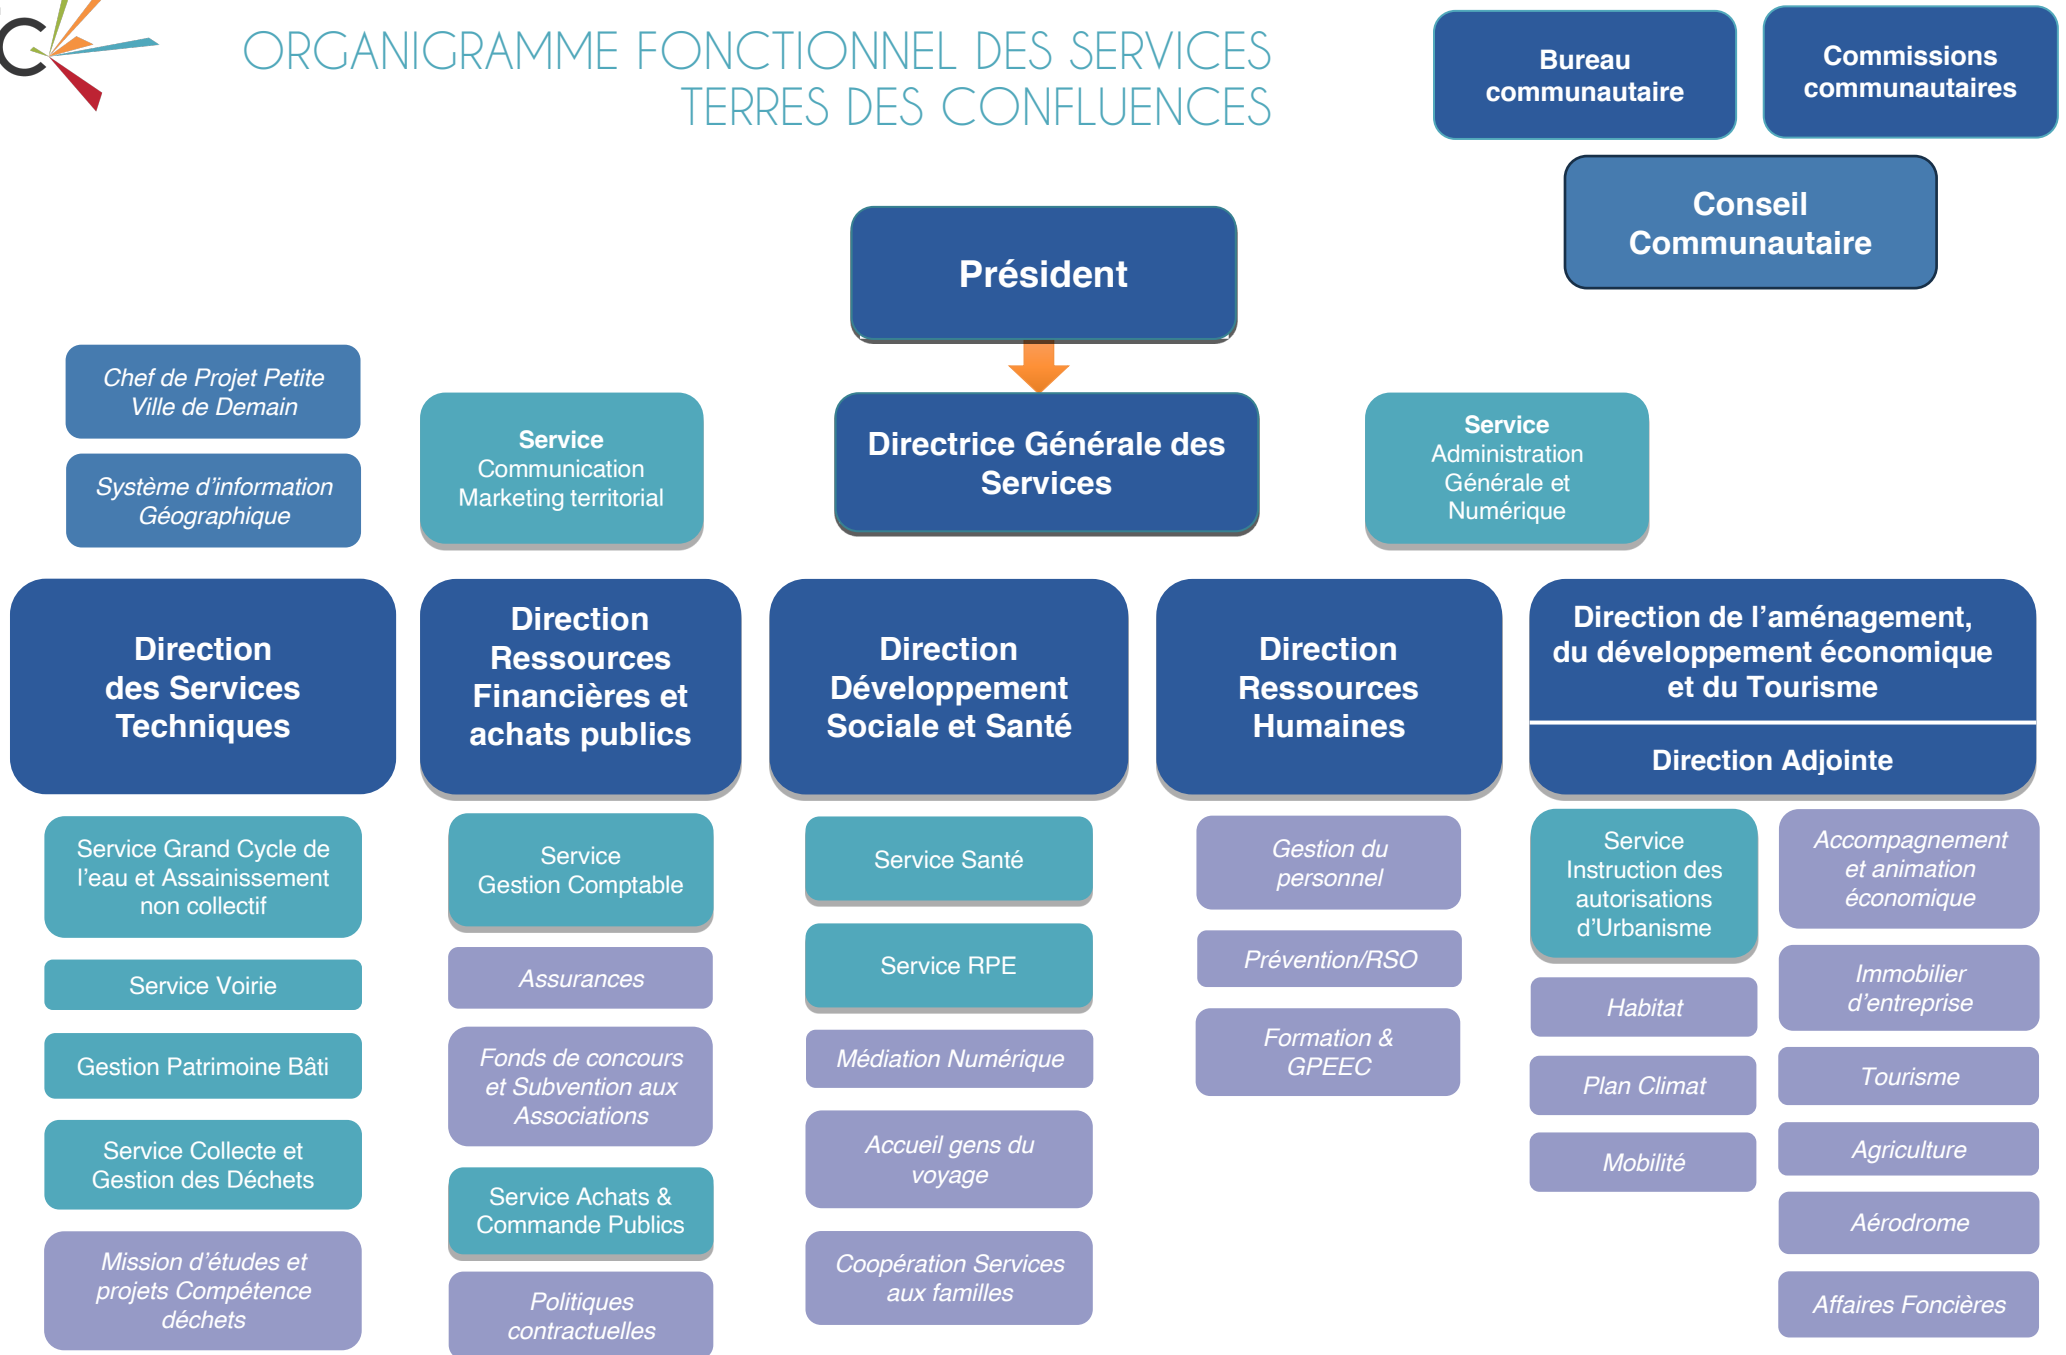 ORGANIGRAMME FONCTIONNEL DES SERVICES
TERRES DES CONFLUENCES
Bureau
communautaire
Commissions
communautaires
Conseil
Communautaire
Président
Chef de Projet Petite
Ville de Demain
Système d’information
Géographique
Service
Communication
Marketing territorial
Directrice Générale des
Services
Service
Administration
Générale et
Numérique
Direction
des Services
Techniques
Direction
Ressources
Financières et
achats publics
Direction
Développement
Sociale et Santé
Direction
Ressources
Humaines
Direction de l’aménagement,
du développement économique
et du Tourisme
Direction Adjointe
Service Grand Cycle de
l’eau et Assainissement
non collectif
Service Voirie
Gestion Patrimoine Bâti
Service Collecte et
Gestion des Déchets
Mission d’études et
projets Compétence
déchets
Service
Gestion Comptable
Assurances
Fonds de concours
et Subvention aux
Associations
Service Achats &
Commande Publics
Politiques
contractuelles
Service Santé
Service RPE
Médiation Numérique
Accueil gens du
voyage
Coopération Services
aux familles
Gestion du
personnel
Prévention/RSO
Formation &
GPEEC
Service
Instruction des
autorisations
d’Urbanisme
Habitat
Plan Climat
Mobilité
Accompagnement
et animation
économique
Immobilier
d’entreprise
Tourisme
Agriculture
Aérodrome
Affaires Foncières